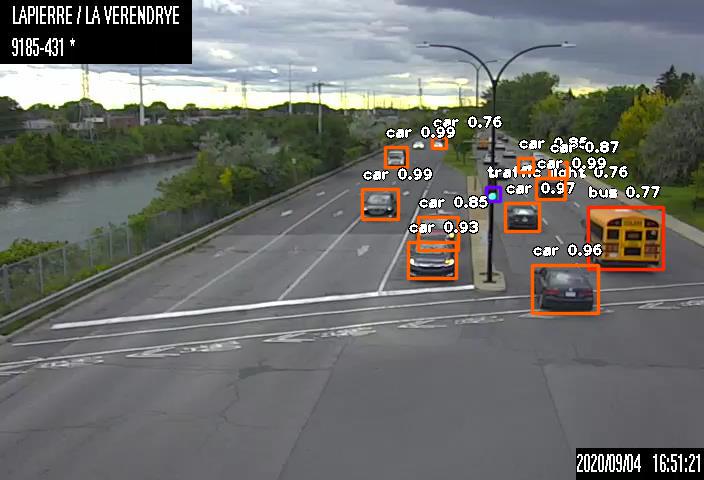 LAPIERRE / LA VERENDRYE
9185-431 *
car 0.76
car 0.99
car 0.86
car 0.87
car 0.99
traffic light 0.76
car 0.99
car 0.97
bus 0.77
car 0.85
car 0.93
car 0.96
2020/09/04 16:51:21